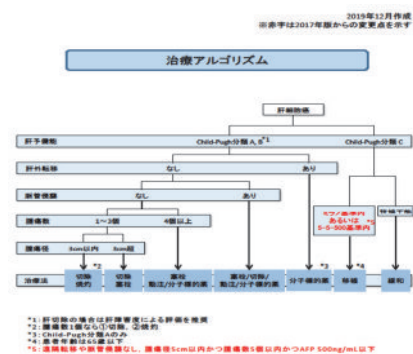 2019年12月作成
※赤字は2017年版からの変更点を示す
治療アルゴリズム
肝細胞癌
肝予備能
Child-Pugh分類 A, B *1
Child-Pugh分類 C
肝外転移
なし
あり
脈管侵襲
なし
あり
腫瘍数
1〜3個
4個以上
ミラノ基準内
あるいは
5-5-500基準内
*5
移植不能
腫瘍径
3cm以内
3cm超
*2
*3
*4
治療法
切除
焼灼
切除
塞栓
塞栓
動注/分子標的薬
塞栓/切除/
動注/分子標的薬
分子標的薬
移植
緩和
*1: 肝切除の場合は肝障害度による評価を推奨
*2: 腫瘍数1個なら①切除、②焼灼
*3: Child-Pugh分類Aのみ
*4: 患者年齢は65歳以下
*5: 遠隔転移や脈管侵襲なし、腫瘍径5cm以内かつ腫瘍数5個以内かつAFP 500ng/mL以下